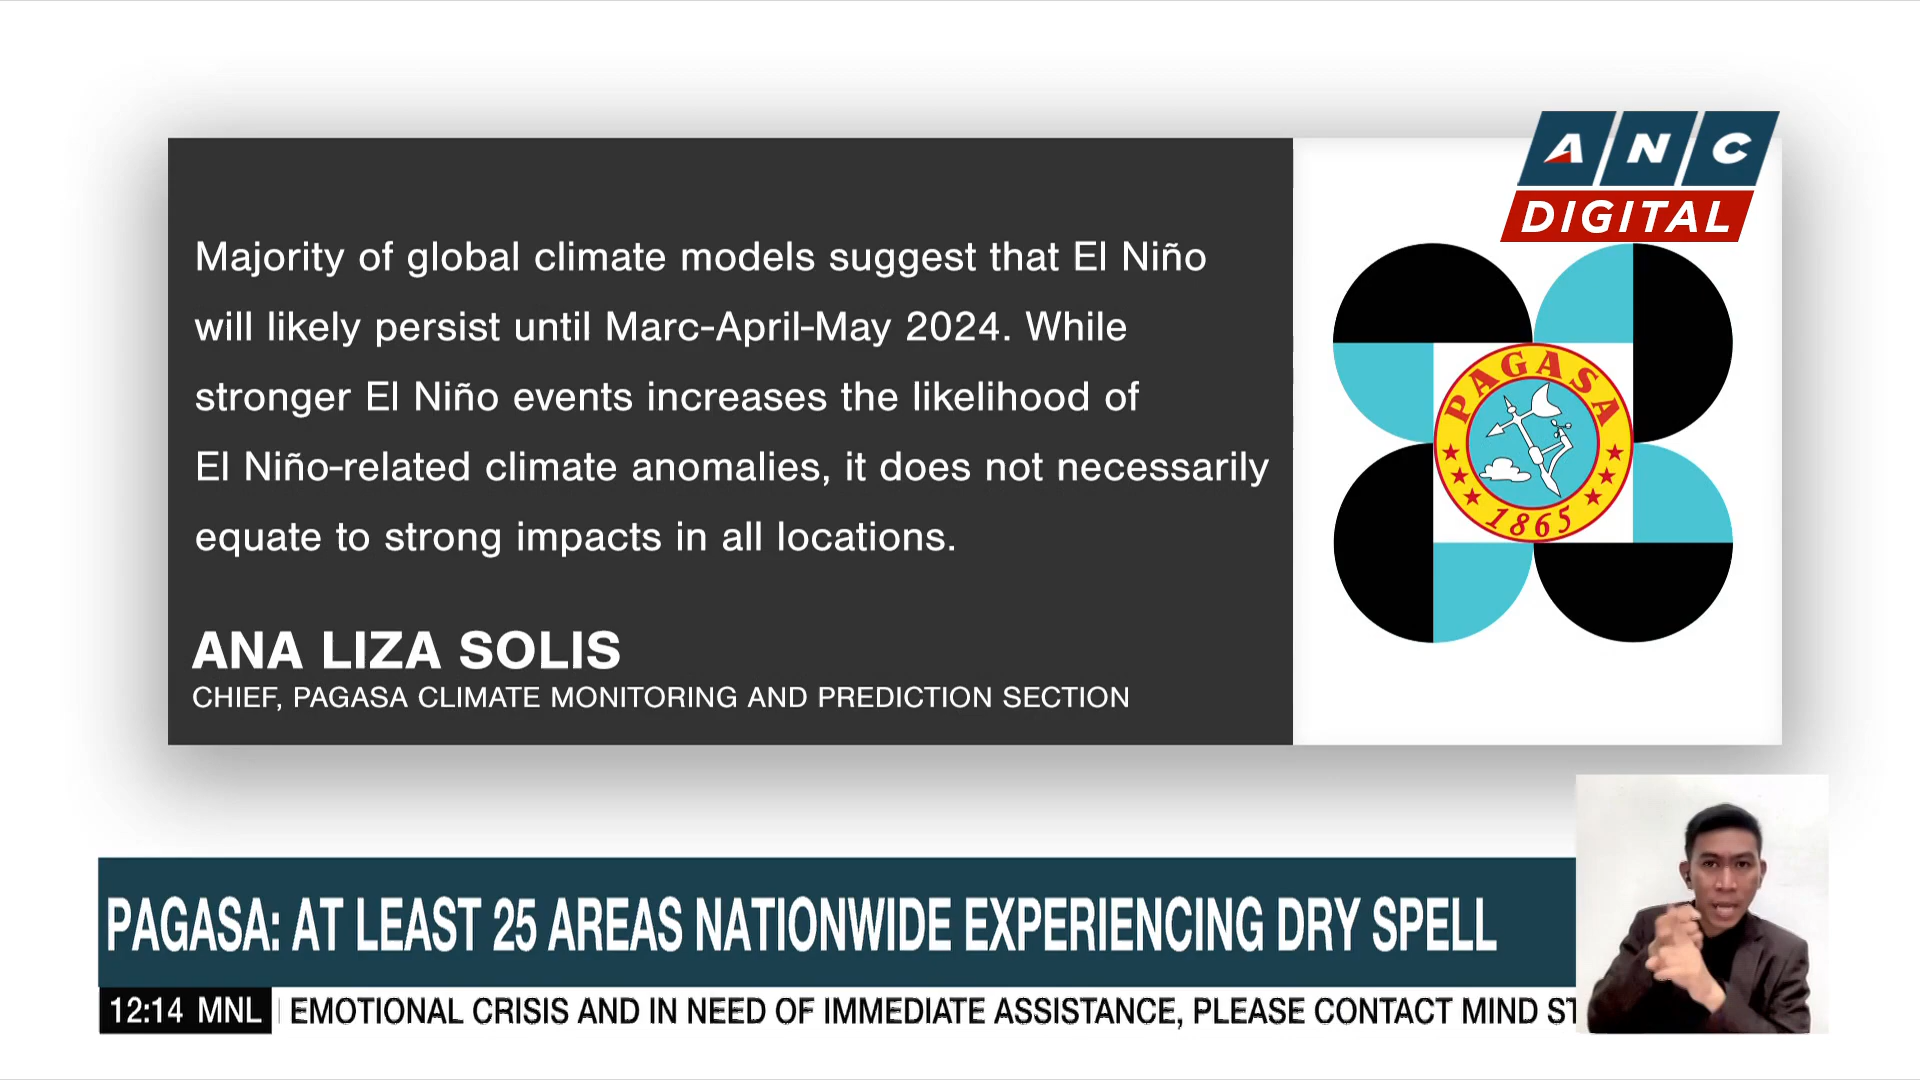 ANC
DIGITAL
Majority of global climate models suggest that El Niño
will likely persist until Marc-April-May 2024. While
stronger El Niño events increases the likelihood of
El Niño-related climate anomalies, it does not necessarily
equate to strong impacts in all locations.
ANA LIZA SOLIS
CHIEF, PAGASA CLIMATE MONITORING AND PREDICTION SECTION
PAGASA
1865
PAGASA: AT LEAST 25 AREAS NATIONWIDE EXPERIENCING DRY SPELL
12:14 MNL
EMOTIONAL CRISIS AND IN NEED OF IMMEDIATE ASSISTANCE, PLEASE CONTACT MIND ST